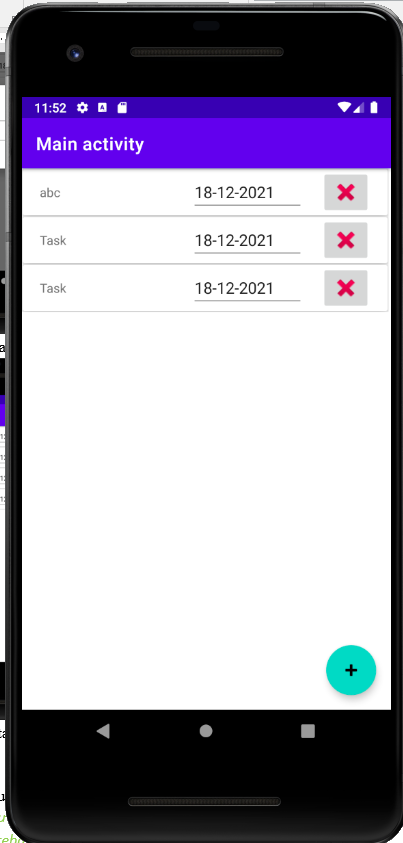 11:52
Main activity
abc 18-12-2021
Task 18-12-2021
Task 18-12-2021
+